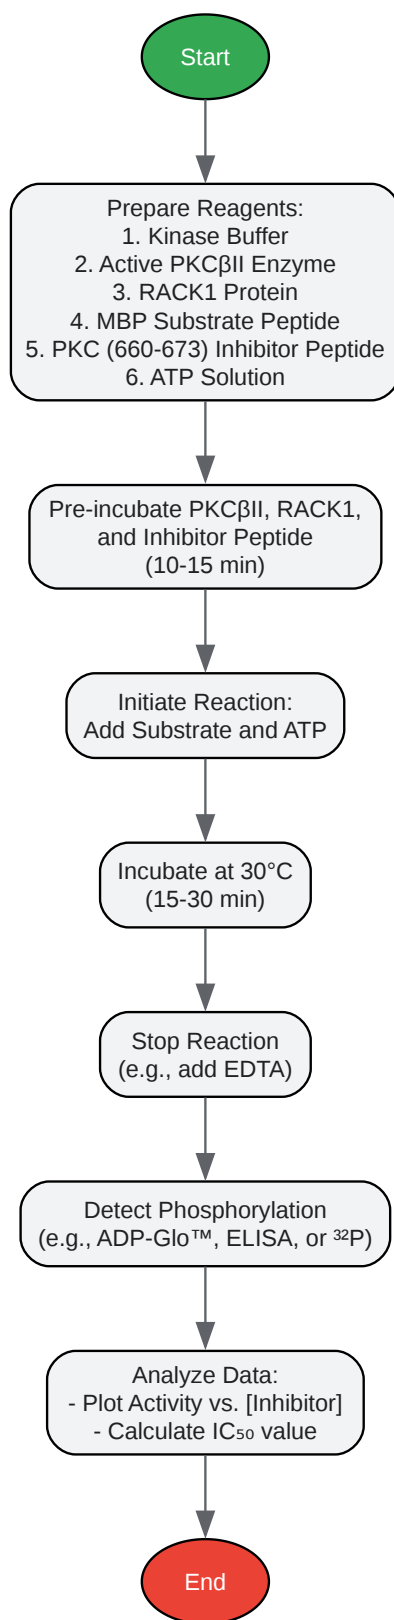 Start
Prepare Reagents:
1. Kinase Buffer
2. Active PKCβII Enzyme
3. RACK1 Protein
4. MBP Substrate Peptide
5. PKC (660-673) Inhibitor Peptide
6. ATP Solution
Pre-incubate PKCβII, RACK1,
and Inhibitor Peptide
(10-15 min)
Initiate Reaction:
Add Substrate and ATP
Incubate at 30°C
(15-30 min)
Stop Reaction
(e.g., add EDTA)
Detect Phosphorylation
(e.g., ADP-Glo™, ELISA, or ³²P)
Analyze Data:
- Plot Activity vs. [Inhibitor]
- Calculate IC₅₀ value
End